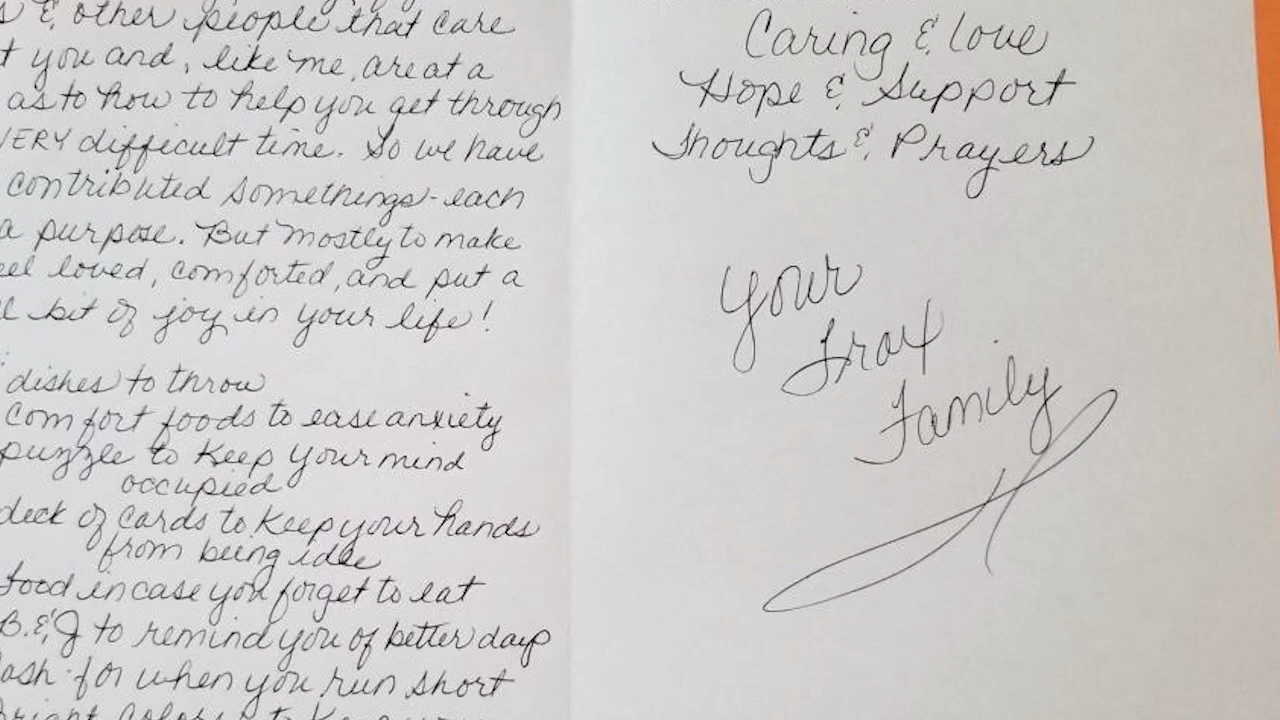 & other people that care
you and, like me, are at a
as to how to help you get through
VERY difficult time. So we have
contributed somethings - each
a purpose. But mostly to make
loved, comforted, and put a
bit of joy in your life!
dishes to throw
comfort foods to ease anxiety
puzzle to keep your mind
occupied
deck of cards to keep your hands
from being idle
food in case you forget to eat
B. & J to remind you of better days
for when you run short
Caring & Love
Hope & Support
Thoughts & Prayers
Your
Trax
Family